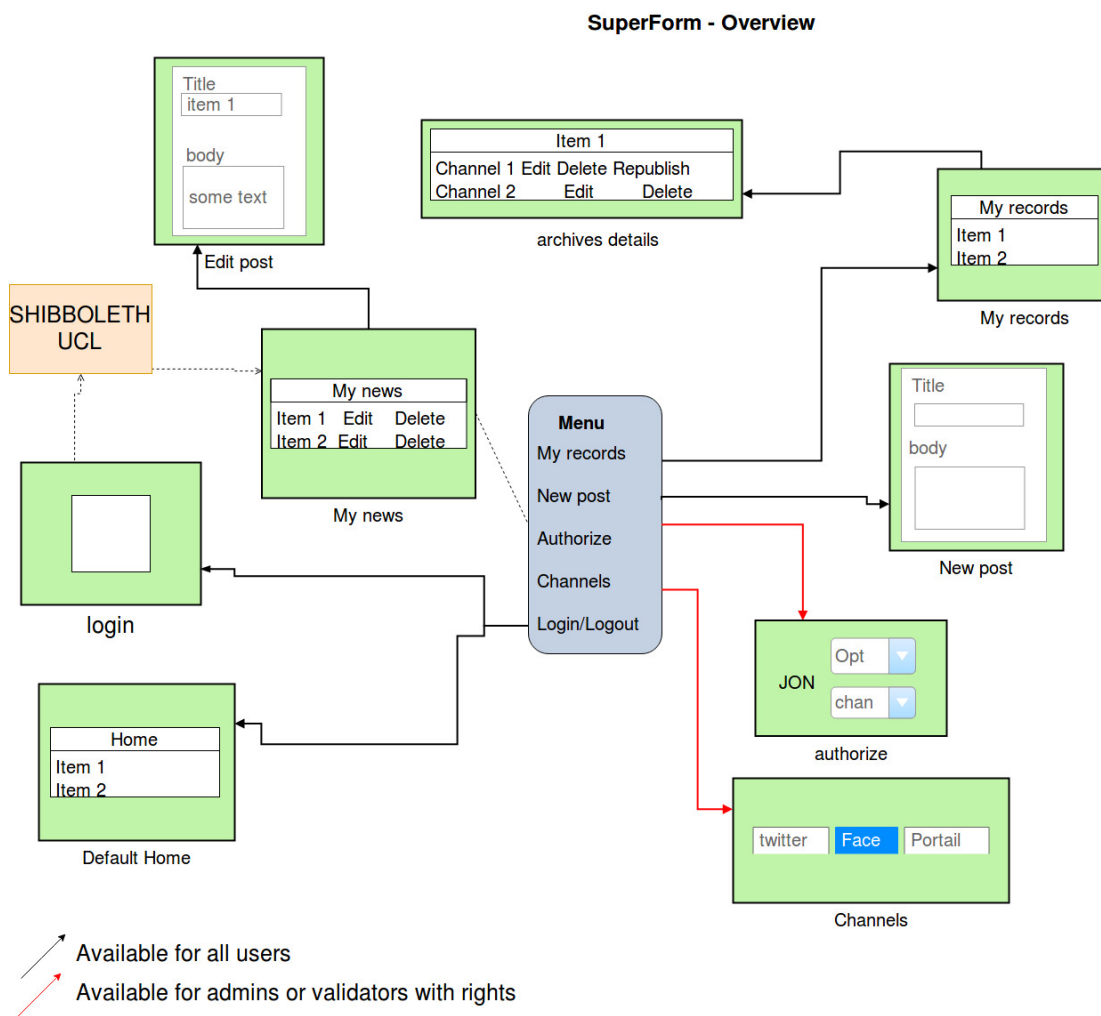 SuperForm - Overview
Title
item 1
body
some text
Edit post
Item 1
Channel 1 Edit Delete Republish
Channel 2 Edit Delete
archives details
My records
Item 1
Item 2
My records
SHIBBOLETH
UCL
My news
Item 1 Edit Delete
Item 2 Edit Delete
My news
Menu
My records
New post
Authorize
Channels
Login/Logout
Title
body
New post
login
JON
Opt
chan
authorize
Home
Item 1
Item 2
Default Home
twitter Face Portail
Channels
Available for all users
Available for admins or validators with rights